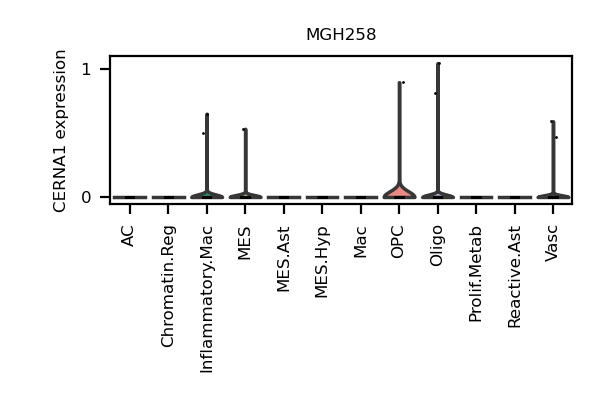 MGH258
CERNA1 expression
1
0
AC
Chromatin.Reg
Inflammatory.Mac
MES
MES.Ast
MES.Hyp
Mac
OPC
Oligo
Prolif.Metab
Reactive.Ast
Vasc